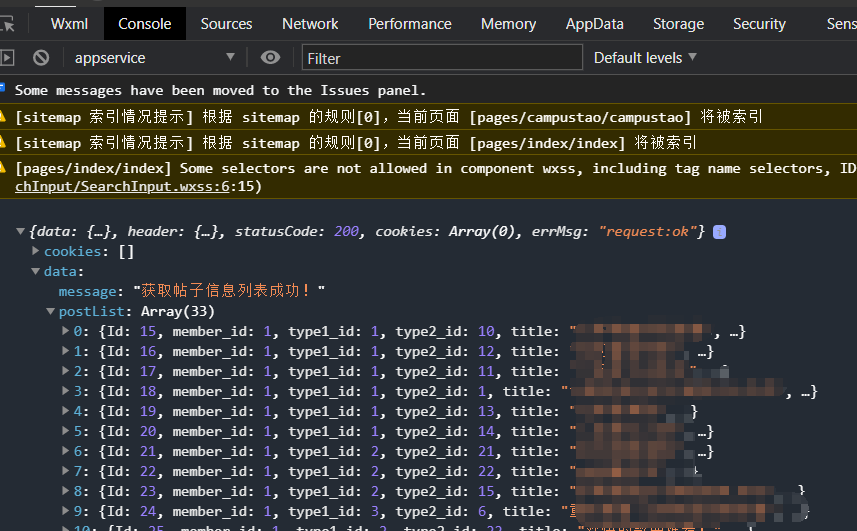 Wxml Console Sources Network Performance Memory AppData Storage Security Sens
appservice Filter Default levels
Some messages have been moved to the Issues panel.
[sitemap 索引情况提示] 根据 sitemap 的规则[0]，当前页面 [pages/campustao/campustao] 将被索引
[sitemap 索引情况提示] 根据 sitemap 的规则[0]，当前页面 [pages/index/index] 将被索引
[pages/index/index] Some selectors are not allowed in component wxss, including tag name selectors, ID
chInput/SearchInput.wxss:6:15)
{data: {…}, header: {…}, statusCode: 200, cookies: Array(0), errMsg: "request:ok"} i
cookies: []
data:
message: "获取帖子信息列表成功！"
postList: Array(33)
0: {Id: 15, member_id: 1, type1_id: 1, type2_id: 10, title: " , …}
1: {Id: 16, member_id: 1, type1_id: 1, type2_id: 12, title: " …}
2: {Id: 17, member_id: 1, type1_id: 1, type2_id: 11, title: "
3: {Id: 18, member_id: 1, type1_id: 1, type2_id: 1, title: " , …}
4: {Id: 19, member_id: 1, type1_id: 1, type2_id: 13, title: " }
5: {Id: 20, member_id: 1, type1_id: 1, type2_id: 14, title: " …}
6: {Id: 21, member_id: 1, type1_id: 2, type2_id: 21, title: " …}
7: {Id: 22, member_id: 1, type1_id: 2, type2_id: 22, title: " }
8: {Id: 23, member_id: 1, type1_id: 2, type2_id: 15, title: " }
9: {Id: 24, member_id: 1, type1_id: 3, type2_id: 6, title: " }
10: {Id: 25, member_id: 1, type1_id: 2, type2_id: 22, title: "